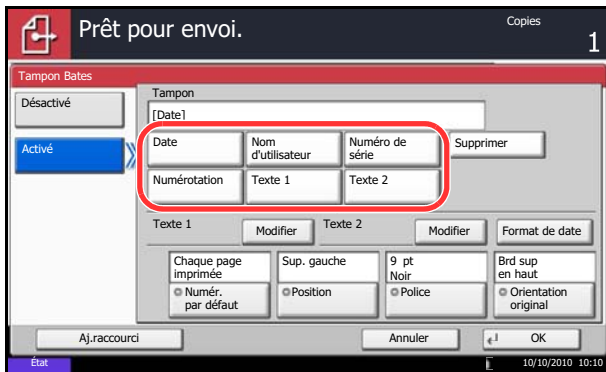 Prêt pour envoi.
Copies
1
Tampon Bates
Désactivé
Activé
Tampon
[Date]
Date
Nom
d'utilisateur
Numéro de
série
Supprimer
Numérotation
Texte 1
Texte 2
Texte 1
Modifier
Texte 2
Modifier
Format de date
Chaque page
imprimée
Sup. gauche
9 pt
Noir
Brd sup
en haut
Numér.
par défaut
Position
Police
Orientation
original
Aj.raccourci
Annuler
OK
État
10/10/2010 10:10